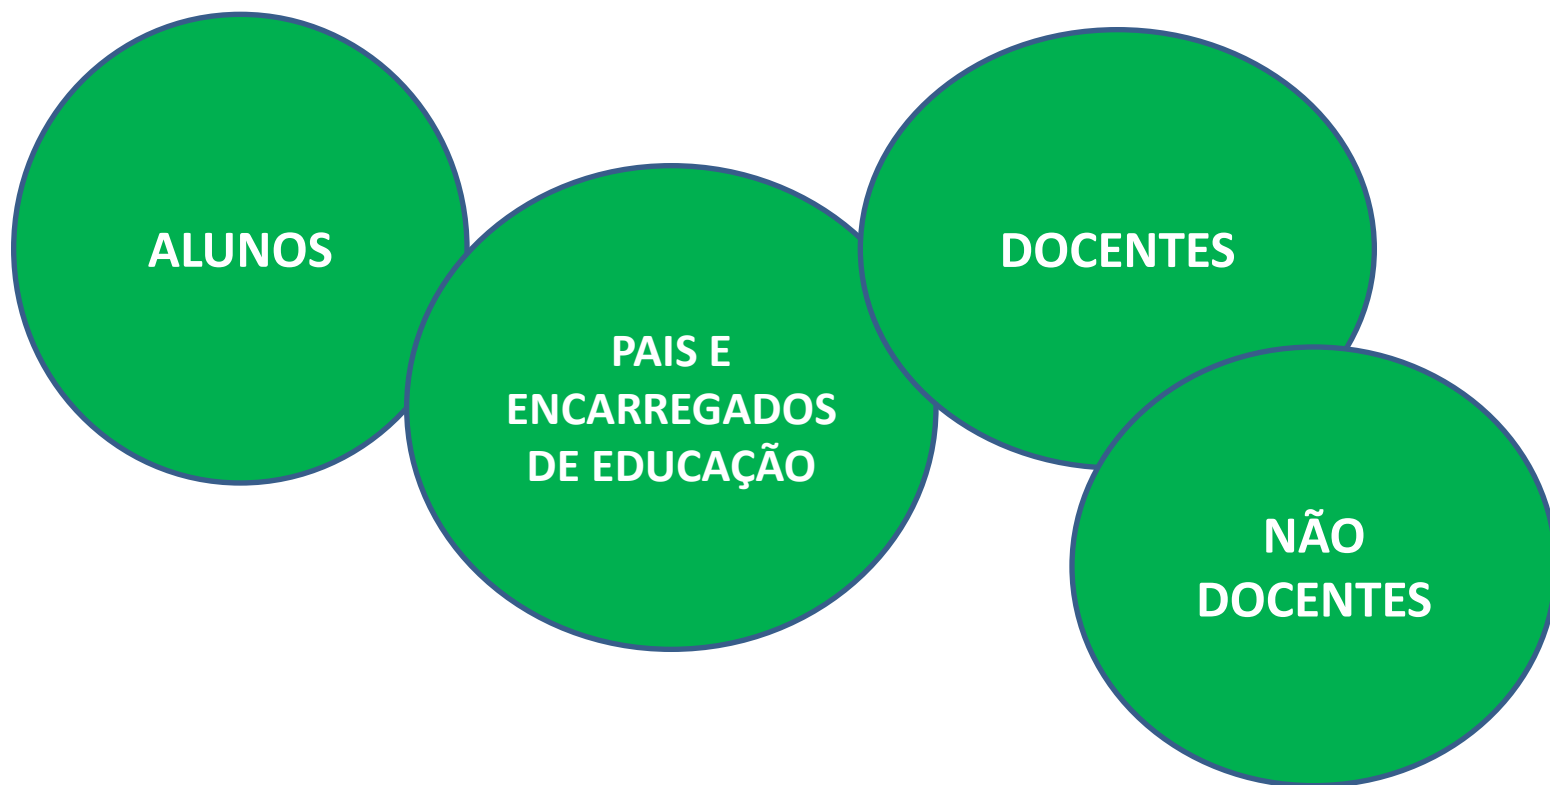 ALUNOS
PAIS E
ENCARREGADOS
DE EDUCAÇÃO
DOCENTES
NÃO
DOCENTES